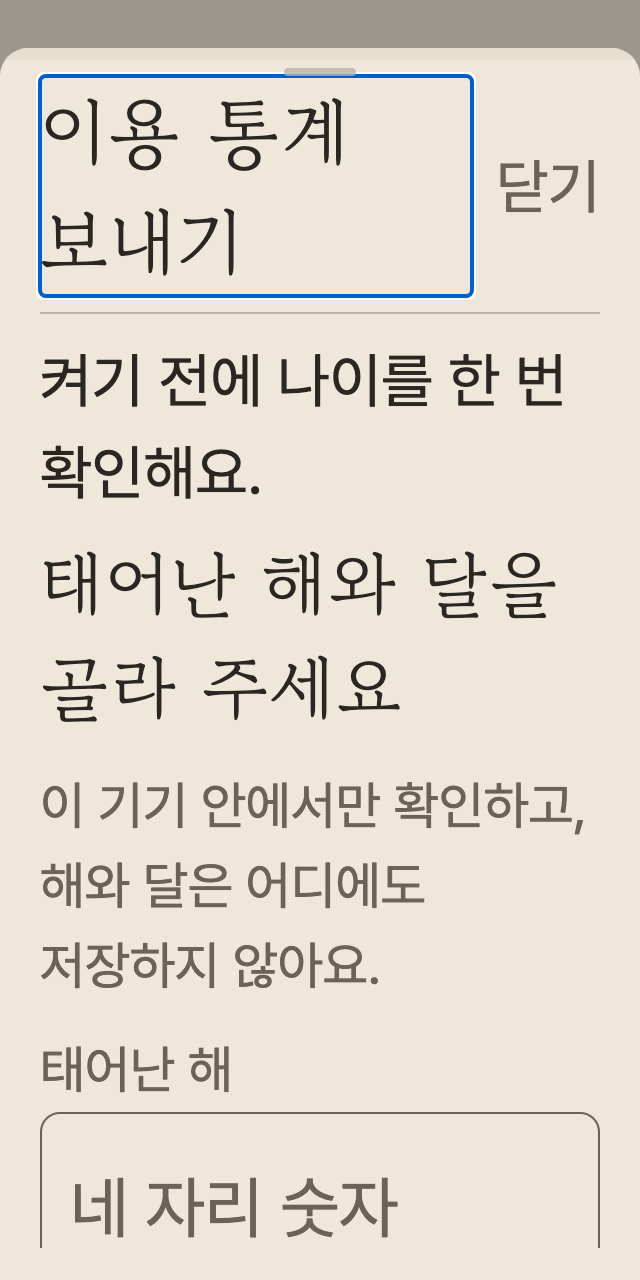 이용 통계
보내기
닫기
켜기 전에 나이를 한 번
확인해요.
태어난 해와 달을
골라 주세요
이 기기 안에서만 확인하고,
해와 달은 어디에도
저장하지 않아요.
태어난 해
네 자리 숫자